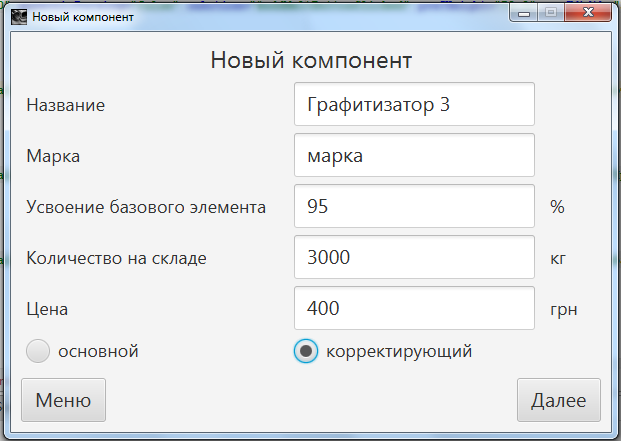 Новый компонент
Новый компонент
Название Графитизатор 3
Марка марка
Усвоение базового элемента 95 %
Количество на складе 3000 кг
Цена 400 грн
основной корректирующий
Меню Далее